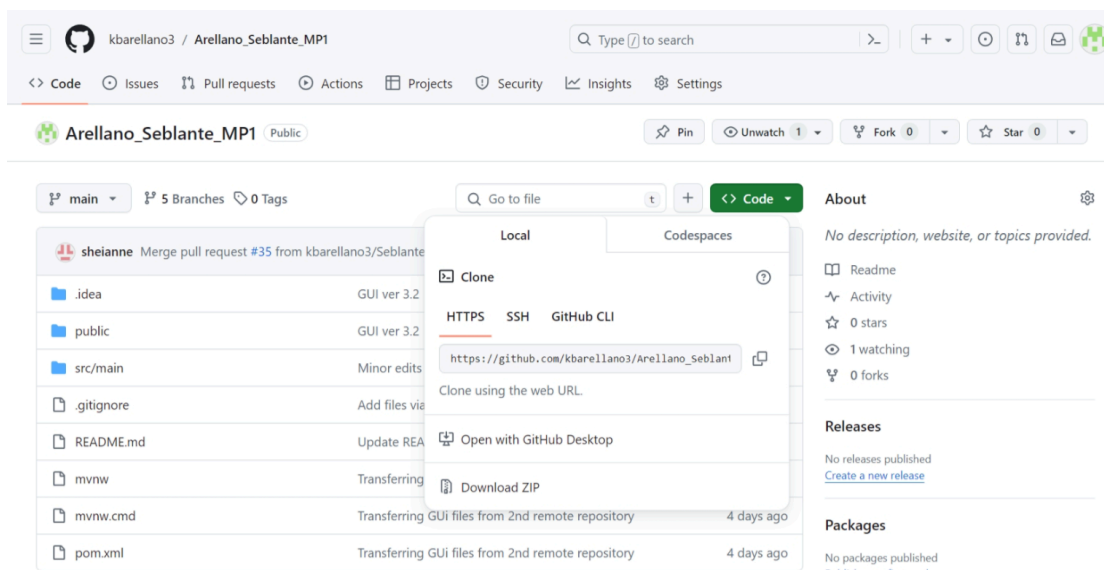 kbarellano3 / Arellano_Seblante_MP1
Type / to search
Code Issues Pull requests Actions Projects Security Insights Settings
Arellano_Seblante_MP1 Public
Pin Unwatch 1 Fork 0 Star 0
main 5 Branches 0 Tags
Go to file t
Code
sheianne Merge pull request #35 from kbarellano3/Seblante
.idea GUI ver 3.2
public GUI ver 3.2
src/main Minor edits
.gitignore Add files via
README.md Update REA
mvnw Transferring
mvnw.cmd Transferring GUi files from 2nd remote repository 4 days ago
pom.xml Transferring GUi files from 2nd remote repository 4 days ago
Local Codespaces
Clone
HTTPS SSH GitHub CLI
https://github.com/kbarellano3/Arellano_Seblant
Clone using the web URL.
Open with GitHub Desktop
Download ZIP
About
No description, website, or topics provided.
Readme
Activity
0 stars
1 watching
0 forks
Releases
No releases published
Create a new release
Packages
No packages published